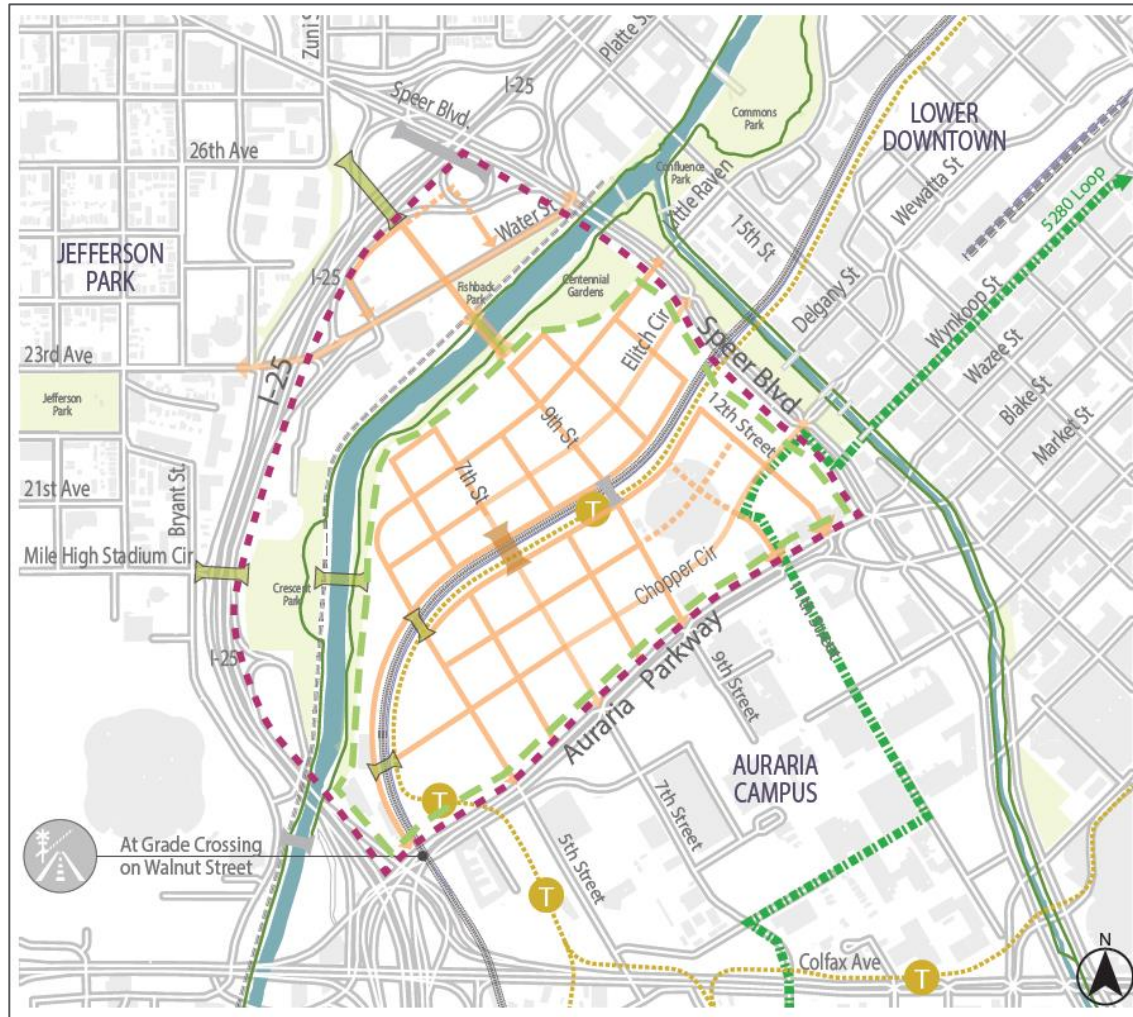 Zuni S
Platte St
I-25
I-25
Speer Blvd.
Commons
Park
LOWER
DOWNTOWN
26th Ave
Confluence
Park
Little Raven
Wewatta St
5280 Loop
Water St
15th St
JEFFERSON
PARK
I-25
Fishback
Park
Centennial
Gardens
Delgany St
Wynkoop St
Elitch Cir
Speer Blvd
Wazee St
23rd Ave
I-25
Blake St
Jefferson
Park
12th Street
Market St
9th St
7th St
21st Ave
Bryant St
T
Mile High Stadium Cir
Crescent
Park
Chopper Cir
I-25
Auraria Parkway
9th Street
AURARIA
CAMPUS
T
7th Street
5th Street
At Grade Crossing
on Walnut Street
T
Colfax Ave
T
N